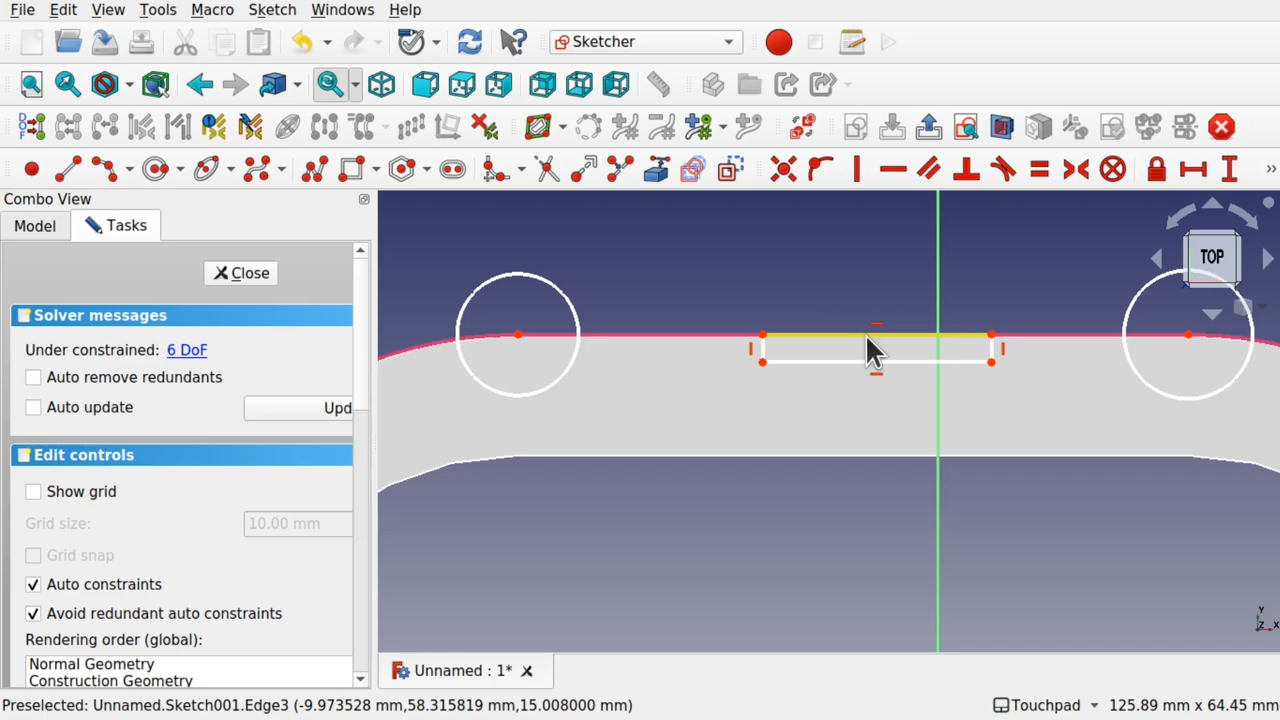 File Edit View Tools Macro Sketch Windows Help
Sketcher
»
Combo View
Model
Tasks
Close
Solver messages
Under constrained: 6 DoF
Auto remove redundants
Auto update
Upd
Edit controls
Show grid
Grid size:
10.00 mm
Grid snap
Auto constraints
Avoid redundant auto constraints
Rendering order (global):
Normal Geometry
Construction Geometry
TOP
Y
Z X
Unnamed : 1*
Preselected: Unnamed.Sketch001.Edge3 (-9.973528 mm,58.315819 mm,15.008000 mm)
Touchpad
125.89 mm x 64.45 mm